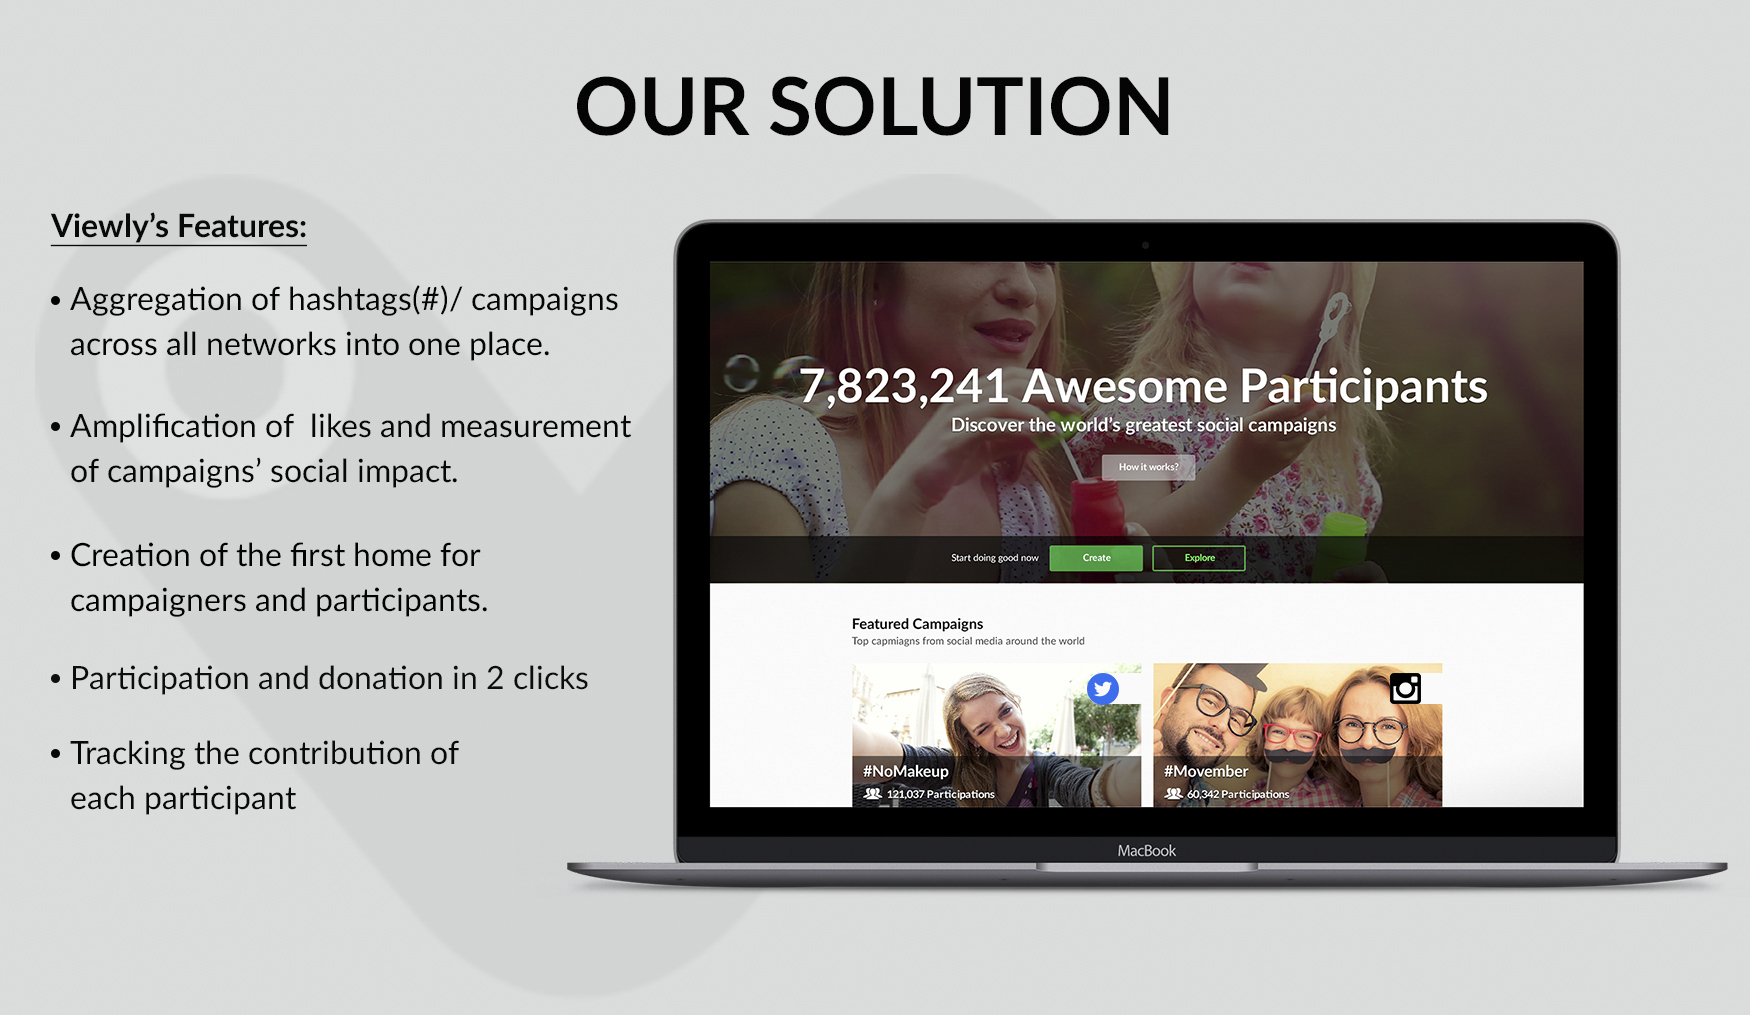 OUR SOLUTION
Viewly’s Features:
• Aggregation of hashtags(#)/ campaigns
across all networks into one place.
• Amplification of  likes and measurement
of campaigns’ social impact.
• Creation of the first home for
campaigners and participants.
• Participation and donation in 2 clicks
• Tracking the contribution of
each participant
7,823,241 Awesome Participants
Discover the world’s greatest social campaigns
How it works?
Start doing good now
Create
Explore
Featured Campaigns
Top capmiagns from social media around the world
#NoMakeup
121,037 Participations
#Movember
60,342 Participations
MacBook